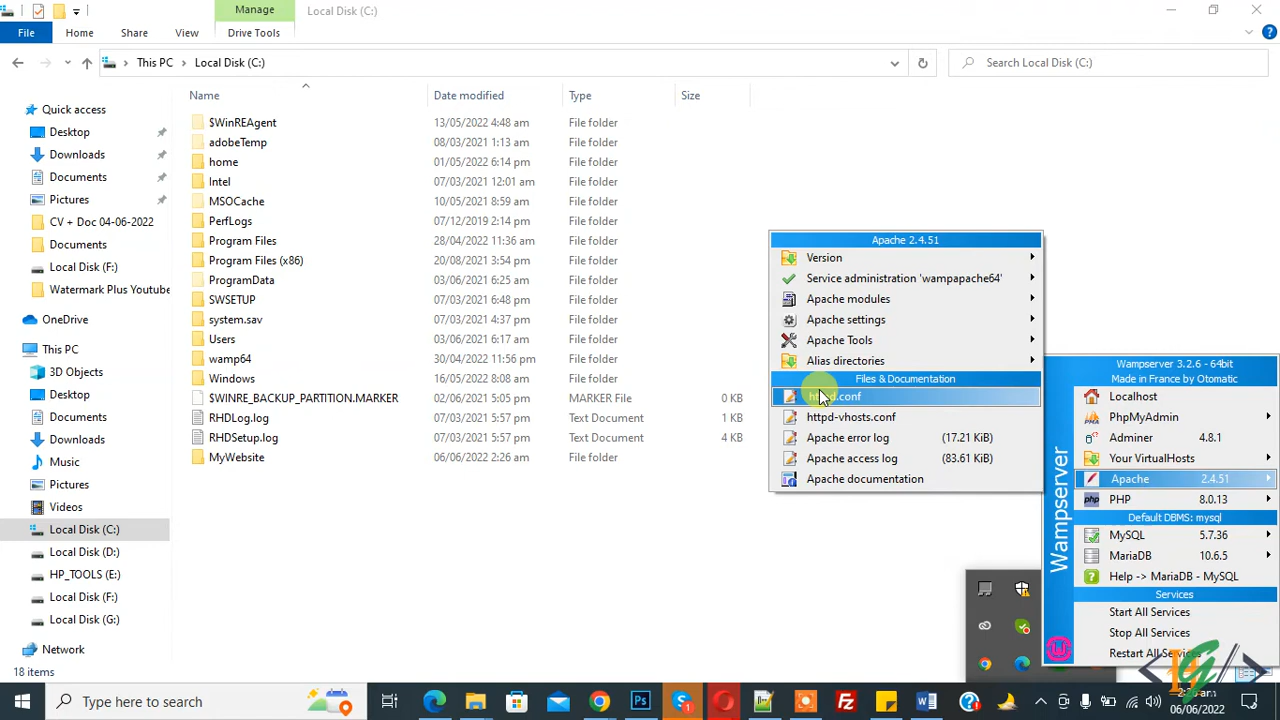 Manage
Local Disk (C:)
File
Home
Share
View
Drive Tools
This PC
Local Disk (C:)
Search Local Disk (C:)
Name
Date modified
Type
Size
Quick access
Desktop
Downloads
Documents
Pictures
CV + Doc 04-06-2022
Documents
Local Disk (F:)
Watermark Plus Youtube
OneDrive
This PC
3D Objects
Desktop
Documents
Downloads
Music
Pictures
Videos
Local Disk (C:)
Local Disk (D:)
HP_TOOLS (E:)
Local Disk (F:)
Local Disk (G:)
Network
18 items
$WinREAgent 13/05/2022 4:48 am File folder
adobeTemp 08/03/2021 1:13 am File folder
home 01/05/2022 6:14 pm File folder
Intel 07/03/2021 12:01 am File folder
MSOCache 10/05/2021 8:59 am File folder
PerfLogs 07/12/2019 2:14 pm File folder
Program Files 28/04/2022 11:36 am File folder
Program Files (x86) 20/08/2021 3:54 pm File folder
ProgramData 03/06/2021 6:25 am File folder
SWSETUP 07/03/2021 6:48 pm File folder
system.sav 07/03/2021 4:37 pm File folder
Users 03/06/2021 6:17 am File folder
wamp64 30/04/2022 11:56 pm File folder
Windows 16/05/2022 8:08 am File folder
$WINRE_BACKUP_PARTITION.MARKER 02/06/2021 5:05 pm MARKER File 0 KB
RHDLog.log 07/03/2021 5:57 pm Text Document 1 KB
RHDSetup.log 07/03/2021 5:57 pm Text Document 4 KB
MyWebsite 06/06/2022 2:26 am File folder
Apache 2.4.51
Version
Service administration 'wampapache64'
Apache modules
Apache settings
Apache Tools
Alias directories
Files & Documentation
httpd.conf
httpd-vhosts.conf
Apache error log (17.21 KiB)
Apache access log (83.61 KiB)
Apache documentation
Wampserver
Wampserver 3.2.6 - 64bit
Made in France by Otomatic
Localhost
PhpMyAdmin
Adminer 4.8.1
Your VirtualHosts
Apache 2.4.51
PHP 8.0.13
Default DBMS: mysql
MySQL 5.7.36
MariaDB 10.6.5
Help -> MariaDB - MySQL
Services
Start All Services
Stop All Services
Restart All Services
Type here to search
06/06/2022